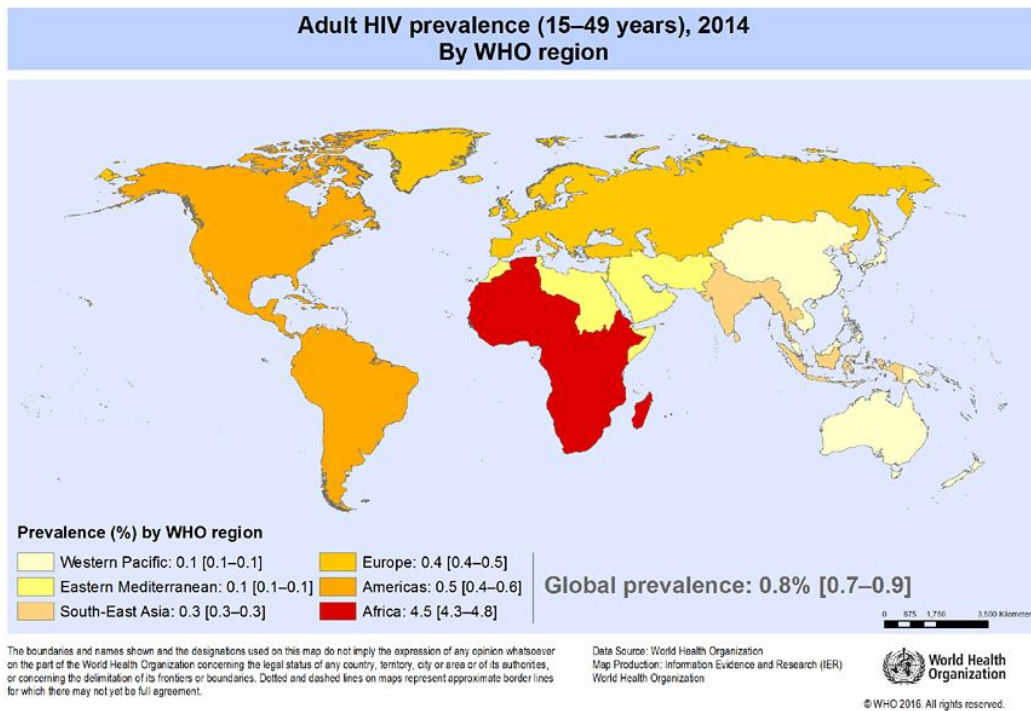 Adult HIV prevalence (15–49 years), 2014
By WHO region
Prevalence (%) by WHO region
Western Pacific: 0.1 [0.1–0.1]
Eastern Mediterranean: 0.1 [0.1–0.1]
South-East Asia: 0.3 [0.3–0.3]
Europe: 0.4 [0.4–0.5]
Americas: 0.5 [0.4–0.6]
Africa: 4.5 [4.3–4.8]
Global prevalence: 0.8% [0.7–0.9]
0 875 1,750 3,500 Kilometer
The boundaries and names shown and the designations used on this map do not imply the expression of any opinion whatsoever
on the part of the World Health Organization concerning the legal status of any country, territory, city or area or of its authorities,
or concerning the delimitation of its frontiers or boundaries. Dotted and dashed lines on maps represent approximate border lines
for which there may not yet be full agreement.
Data Source: World Health Organization
Map Production: Information Evidence and Research (IER)
World Health Organization
World Health
Organization
© WHO 2016. All rights reserved.